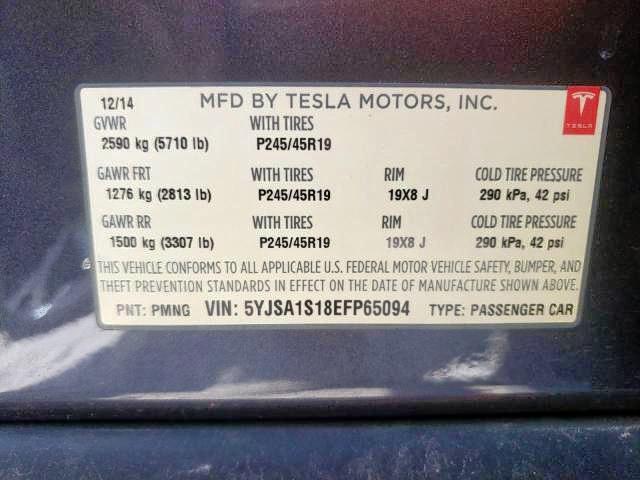 12/14 MFD BY TESLA MOTORS, INC.
TESLA
GVWR WITH TIRES
2590 kg (5710 lb) P245/45R19
GAWR FRT WITH TIRES RIM COLD TIRE PRESSURE
1276 kg (2813 lb) P245/45R19 19X8 J 290 kPa, 42 psi
GAWR RR WITH TIRES RIM COLD TIRE PRESSURE
1500 kg (3307 lb) P245/45R19 19X8 J 290 kPa, 42 psi
THIS VEHICLE CONFORMS TO ALL APPLICABLE U.S. FEDERAL MOTOR VEHICLE SAFETY, BUMPER, AND
THEFT PREVENTION STANDARDS IN EFFECT ON THE DATE OF MANUFACTURE SHOWN ABOVE.
PNT: PMNG VIN: 5YJSA1S18EFP65094 TYPE: PASSENGER CAR